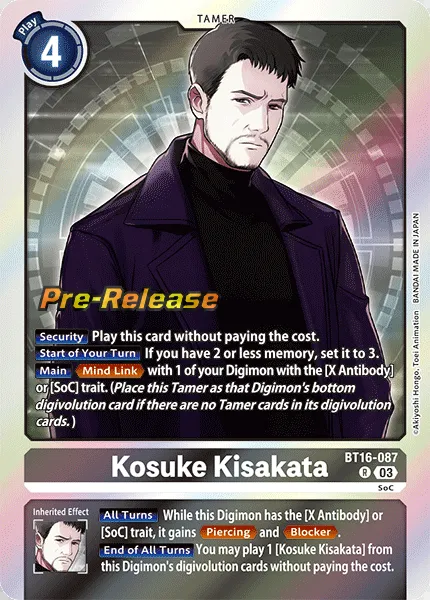 TAMER
Play
4
Pre-Release
Security Play this card without paying the cost.
Start of Your Turn If you have 2 or less memory, set it to 3.
Main Mind Link with 1 of your Digimon with the [X Antibody]
or [SoC] trait. (Place this Tamer as that Digimon's bottom
digivolution card if there are no Tamer cards in its digivolution
cards.)
©Akiyoshi Hongo, Toei Animation BANDAI MADE IN JAPAN
BT16-087
Kosuke Kisakata
R 03
SoC
Inherited Effect
All Turns While this Digimon has the [X Antibody] or
[SoC] trait, it gains Piercing and Blocker.
End of All Turns You may play 1 [Kosuke Kisakata] from
this Digimon's digivolution cards without paying the cost.